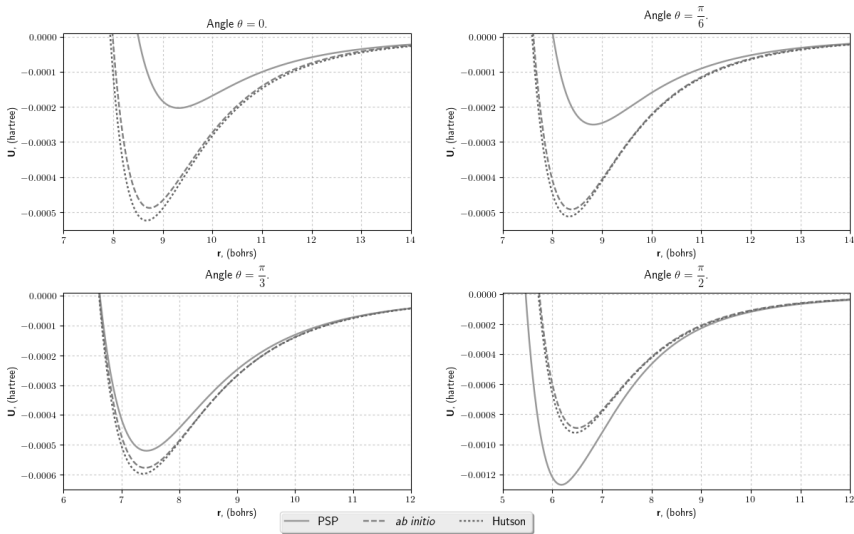 Angle θ = 0.
Angle θ = π/6.
0.0000
−0.0001
−0.0002
−0.0003
−0.0004
−0.0005
U, (hartree)
7 8 9 10 11 12 13 14
r, (bohrs)
0.0000
−0.0001
−0.0002
−0.0003
−0.0004
−0.0005
U, (hartree)
7 8 9 10 11 12 13 14
r, (bohrs)
Angle θ = π/3.
Angle θ = π/2.
0.0000
−0.0001
−0.0002
−0.0003
−0.0004
−0.0005
−0.0006
U, (hartree)
6 7 8 9 10 11 12
r, (bohrs)
0.0000
−0.0002
−0.0004
−0.0006
−0.0008
−0.0010
−0.0012
U, (hartree)
5 6 7 8 9 10 11 12
r, (bohrs)
PSP ab initio Hutson